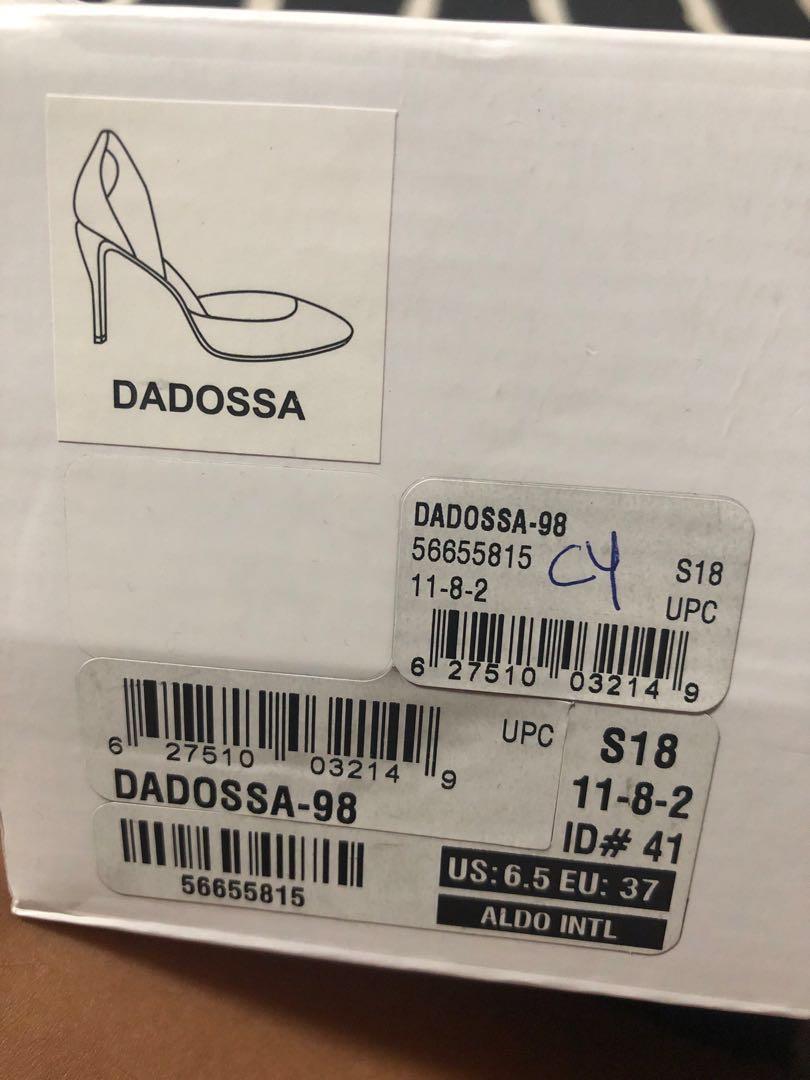 DADOSSA
DADOSSA-98
56655815 CY S18
11-8-2 UPC
6 27510 03214 9
6 27510 03214 9 UPC
DADOSSA-98
56655815
S18
11-8-2
ID# 41
US: 6.5 EU: 37
ALDO INTL